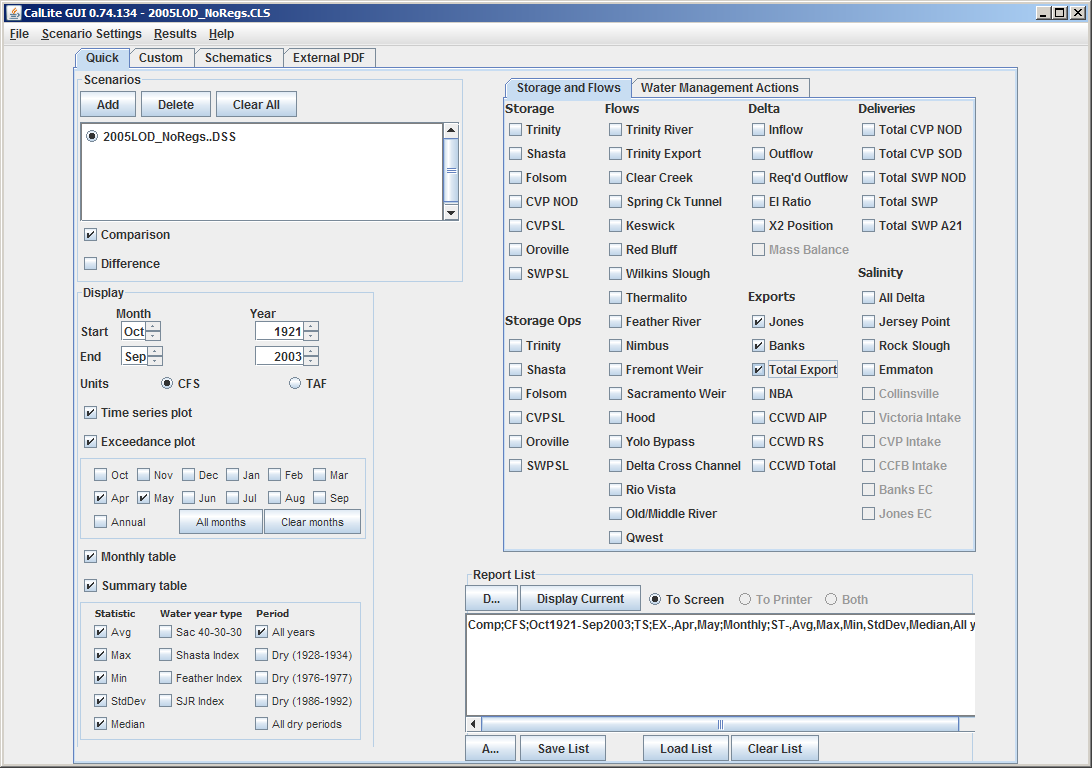 CalLite GUI 0.74.134 - 2005LOD_NoRegs.CLS
File Scenario Settings Results Help
Quick Custom Schematics External PDF
Scenarios
Add Delete Clear All
2005LOD_NoRegs..DSS
Comparison
Difference
Display
Month Year
Start Oct 1921
End Sep 2003
Units CFS TAF
Time series plot
Exceedance plot
Oct Nov Dec Jan Feb Mar
Apr May Jun Jul Aug Sep
Annual All months Clear months
Monthly table
Summary table
Statistic Water year type Period
Avg Sac 40-30-30 All years
Max Shasta Index Dry (1928-1934)
Min Feather Index Dry (1976-1977)
StdDev SJR Index Dry (1986-1992)
Median All dry periods
Storage and Flows Water Management Actions
Storage Flows Delta Deliveries
Trinity Trinity River Inflow Total CVP NOD
Shasta Trinity Export Outflow Total CVP SOD
Folsom Clear Creek Req'd Outflow Total SWP NOD
CVP NOD Spring Ck Tunnel EI Ratio Total SWP
CVPSL Keswick X2 Position Total SWP A21
Oroville Red Bluff Mass Balance
SWPSL Wilkins Slough Salinity
Thermalito Exports All Delta
Storage Ops Feather River Jones Jersey Point
Trinity Nimbus Banks Rock Slough
Shasta Fremont Weir Total Export Emmaton
Folsom Sacramento Weir NBA Collinsville
CVPSL Hood CCWD AIP Victoria Intake
Oroville Yolo Bypass CCWD RS CVP Intake
SWPSL Delta Cross Channel CCWD Total CCFB Intake
Rio Vista Banks EC
Old/Middle River Jones EC
Qwest
Report List
D... Display Current To Screen To Printer Both
Comp;CFS;Oct1921-Sep2003;TS;EX-,Apr,May;Monthly;ST-,Avg,Max,Min,StdDev,Median,All y
A... Save List Load List Clear List